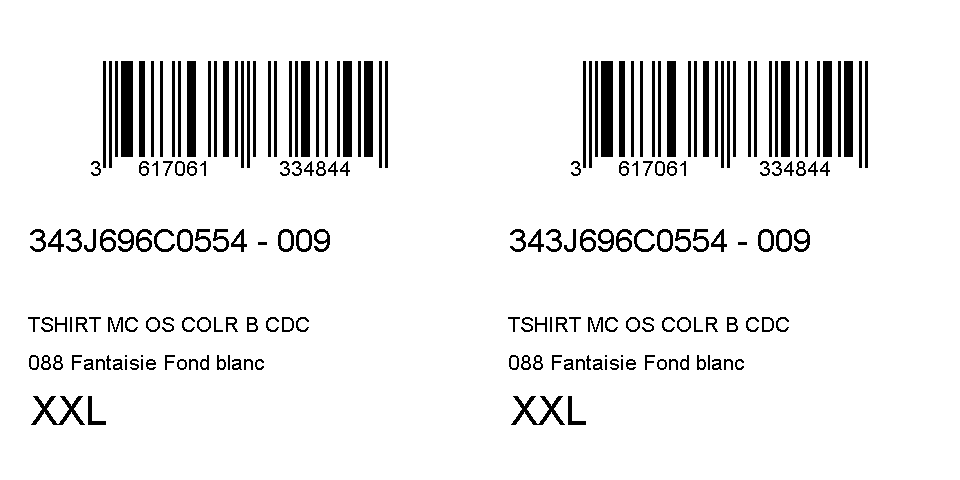 3 617061 334844
343J696C0554 - 009
TSHIRT MC OS COLR B CDC
088 Fantaisie Fond blanc
XXL
3 617061 334844
343J696C0554 - 009
TSHIRT MC OS COLR B CDC
088 Fantaisie Fond blanc
XXL